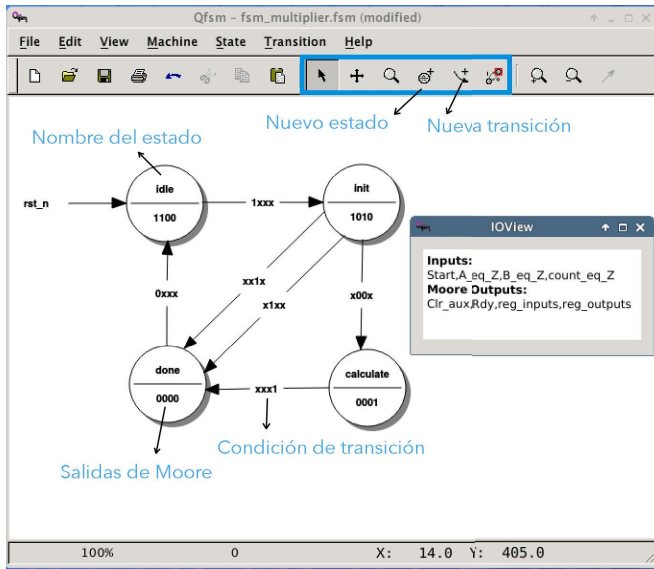 Qfsm - fsm_multiplier.fsm (modified)
File Edit View Machine State Transition Help
Nuevo estado
Nueva transición
Nombre del estado
rst_n
idle
1100
1xxx
init
1010
IOView
Inputs:
Start,A_eq_Z,B_eq_Z,count_eq_Z
Moore Outputs:
Clr_aux,Rdy,reg_inputs,reg_outputs
xx1x
x1xx
0xxx
x00x
done
0000
xxx1
calculate
0001
Condición de transición
Salidas de Moore
100% 0 X: 14.0 Y: 405.0